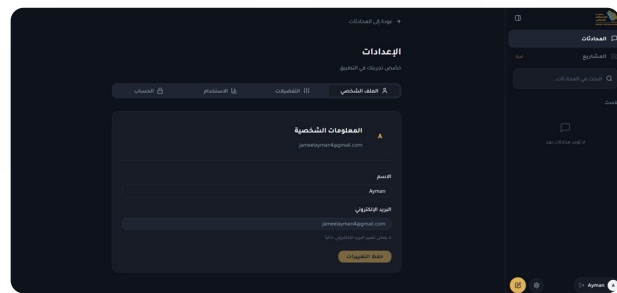 عودة إلى المحادثات
الإعدادات
خصّص تجربتك في التطبيق
الملف الشخصي
التفضيلات
الاستخدام
الحساب
A
المعلومات الشخصية
jameelayman4@gmail.com
الاسم
Ayman
البريد الإلكتروني
jameelayman4@gmail.com
لا يمكن تغيير البريد الإلكتروني حالياً
حفظ التغييرات
المحادثات
المشاريع
البحث في المحادثات...
لا توجد محادثات بعد
Ayman
A